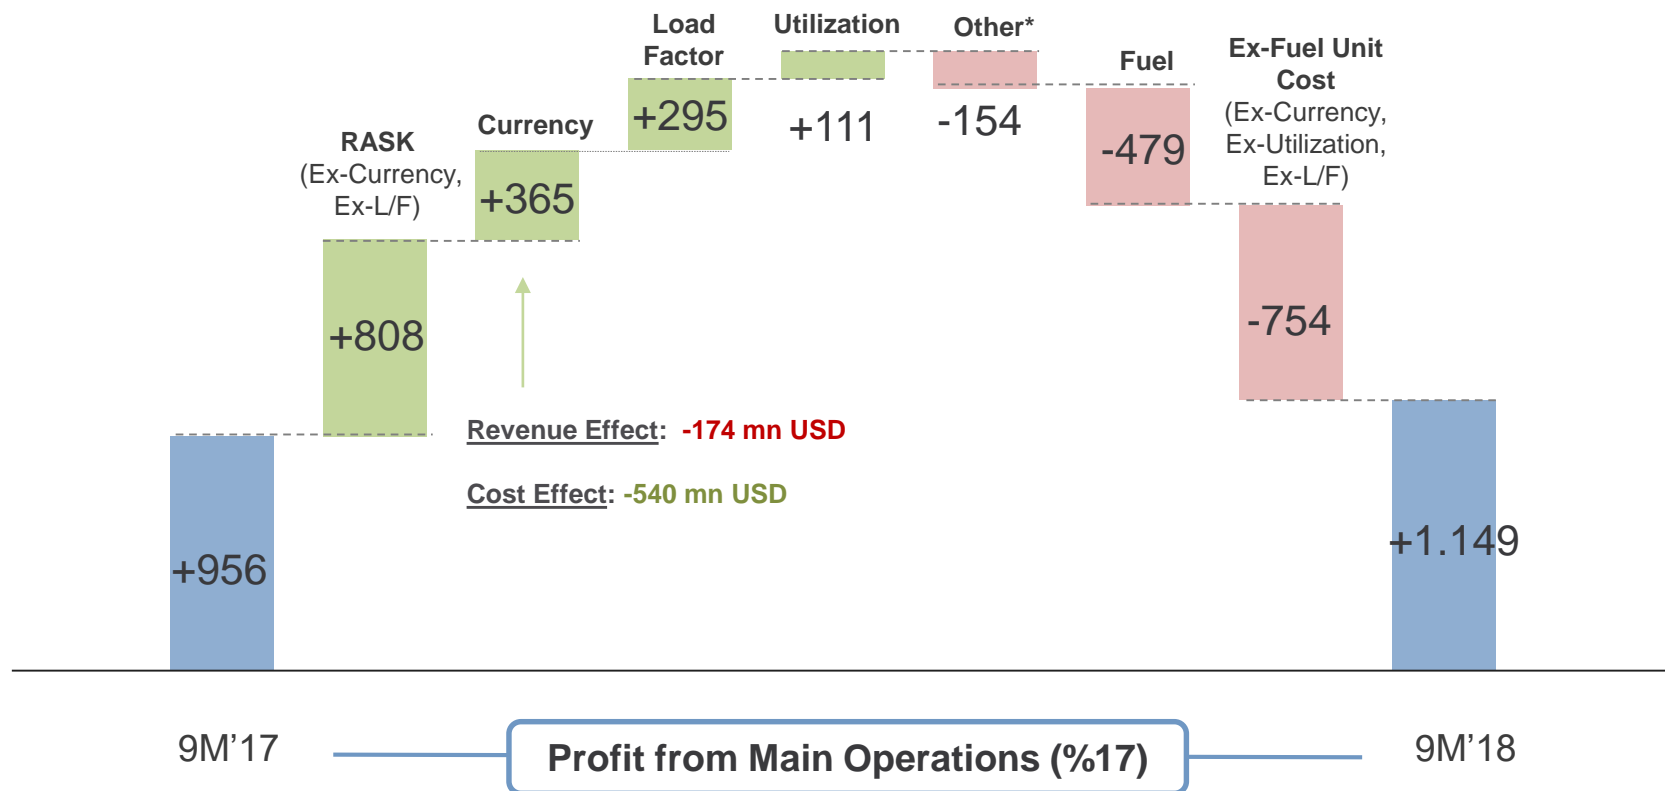 RASK
(Ex-Currency,
Ex-L/F)
Currency
Load
Factor
Utilization
Other*
Fuel
Ex-Fuel Unit
Cost
(Ex-Currency,
Ex-Utilization,
Ex-L/F)
+956
+808
+365
+295
+111
-154
-479
-754
+1.149
Revenue Effect: -174 mn USD
Cost Effect: -540 mn USD
9M’17
Profit from Main Operations (%17)
9M’18